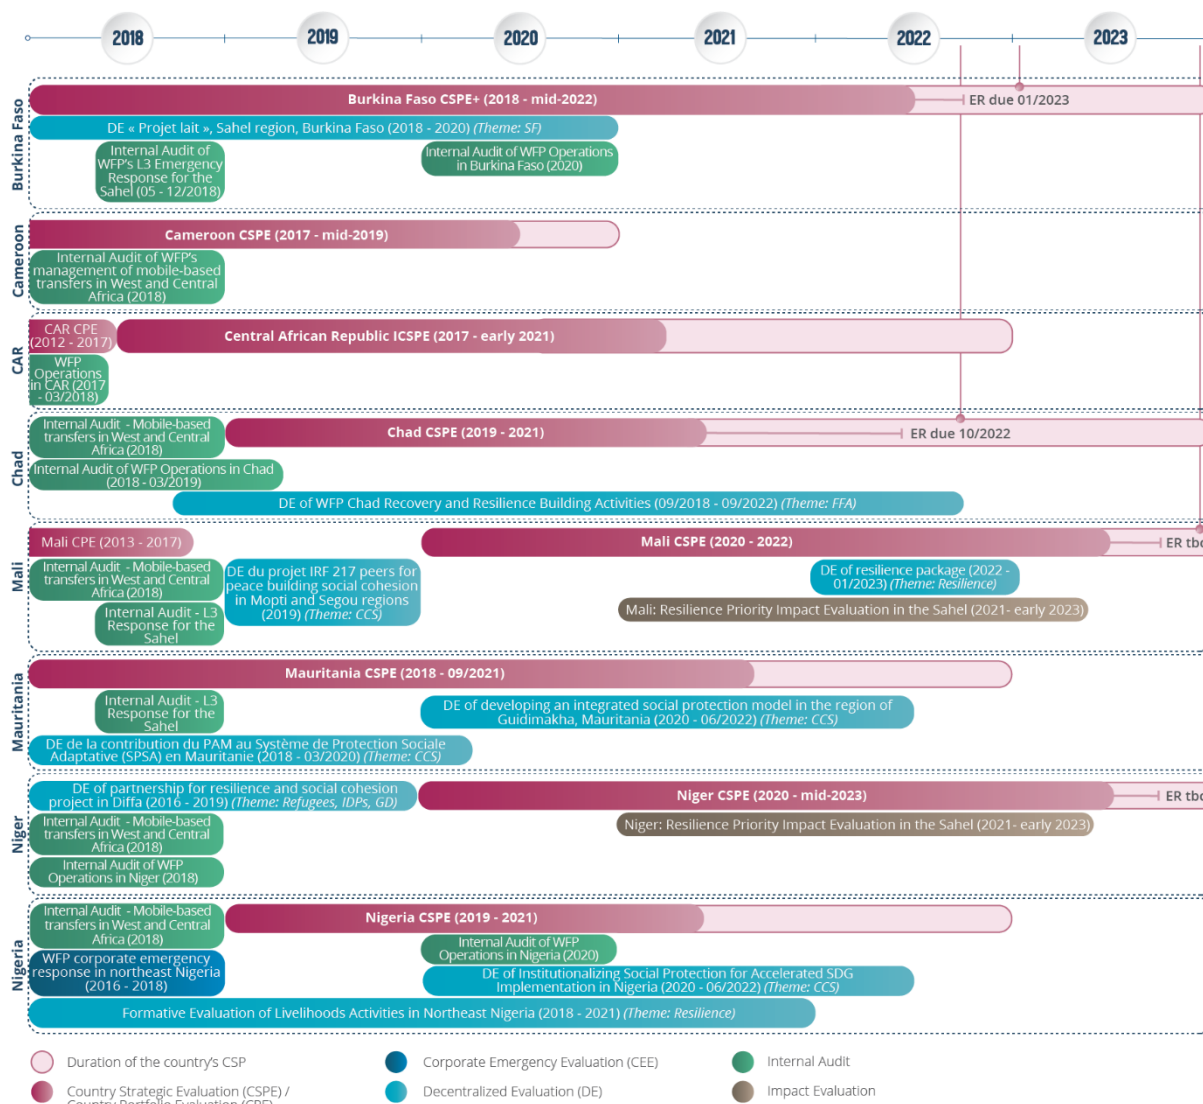 2018
2019
2020
2021
2022
2023
Burkina Faso
Burkina Faso CSPE+ (2018 - mid-2022)
ER due 01/2023
DE « Projet lait », Sahel region, Burkina Faso (2018 - 2020) (Theme: SF)
Internal Audit of
WFP's L3 Emergency
Response for the
Sahel (05 - 12/2018)
Internal Audit of WFP Operations
in Burkina Faso (2020)
Cameroon
Cameroon CSPE (2017 - mid-2019)
Internal Audit of WFP's
management of mobile-based
transfers in West and Central
Africa (2018)
CAR
CAR CPE
(2012 - 2017)
Central African Republic ICSPE (2017 - early 2021)
WFP
Operations
in CAR (2017
- 03/2018)
Chad
Internal Audit - Mobile-based
transfers in West and Central
Africa (2018)
Chad CSPE (2019 - 2021)
ER due 10/2022
Internal Audit of WFP Operations in Chad
(2018 - 03/2019)
DE of WFP Chad Recovery and Resilience Building Activities (09/2018 - 09/2022) (Theme: FFA)
Mali
Mali CPE (2013 - 2017)
Mali CSPE (2020 - 2022)
ER tbc
Internal Audit - Mobile-based
transfers in West and Central
Africa (2018)
DE du projet IRF 217 peers for
peace building social cohesion
in Mopti and Segou regions
(2019) (Theme: CCS)
DE of resilience package (2022 -
01/2023) (Theme: Resilience)
Internal Audit - L3
Response for the
Sahel
Mali: Resilience Priority Impact Evaluation in the Sahel (2021- early 2023)
Mauritania
Mauritania CSPE (2018 - 09/2021)
Internal Audit - L3
Response for the
Sahel
DE of developing an integrated social protection model in the region of
Guidimakha, Mauritania (2020 - 06/2022) (Theme: CCS)
DE de la contribution du PAM au Système de Protection Sociale
Adaptative (SPSA) en Mauritanie (2018 - 03/2020) (Theme: CCS)
Niger
DE of partnership for resilience and social cohesion
project in Diffa (2016 - 2019) (Theme: Refugees, IDPs, GD)
Niger CSPE (2020 - mid-2023)
ER tbc
Internal Audit - Mobile-based
transfers in West and Central
Africa (2018)
Niger: Resilience Priority Impact Evaluation in the Sahel (2021- early 2023)
Internal Audit of WFP
Operations in Niger (2018)
Nigeria
Internal Audit - Mobile-based
transfers in West and Central
Africa (2018)
Nigeria CSPE (2019 - 2021)
Internal Audit of WFP
Operations in Nigeria (2020)
WFP corporate emergency
response in northeast Nigeria
(2016 - 2018)
DE of Institutionalizing Social Protection for Accelerated SDG
Implementation in Nigeria (2020 - 06/2022) (Theme: CCS)
Formative Evaluation of Livelihoods Activities in Northeast Nigeria (2018 - 2021) (Theme: Resilience)
Duration of the country's CSP
Corporate Emergency Evaluation (CEE)
Internal Audit
Country Strategic Evaluation (CSPE) /
Country Portfolio Evaluation (CPE)
Decentralized Evaluation (DE)
Impact Evaluation